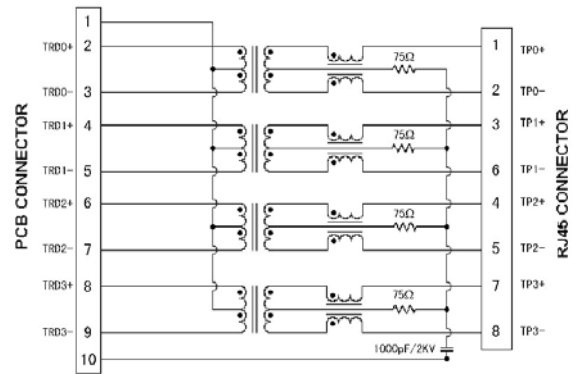 PCB CONNECTOR
1
TRD0+ 2
TRD0- 3
TRD1+ 4
TRD1- 5
TRD2+ 6
TRD2- 7
TRD3+ 8
TRD3- 9
10
75Ω
75Ω
75Ω
75Ω
1000pF/2KV
1 TP0+
2 TP0-
3 TP1+
6 TP1-
4 TP2+
5 TP2-
7 TP3+
8 TP3-
RJ45 CONNECTOR